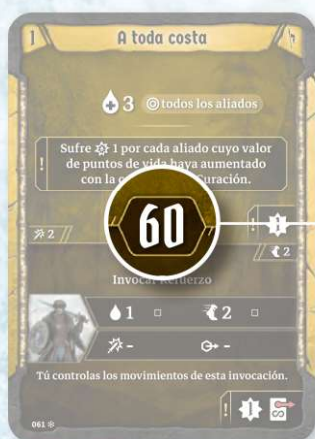 1 A toda costa
3 todos los aliados
Sufre 1 por cada aliado cuyo valor
! de puntos de vida haya aumentado
con la Curación.
60
2 ! 1
2
Invocar Refuerzo
1 2
- -
Tú controlas los movimientos de esta invocación.
061 ! 1